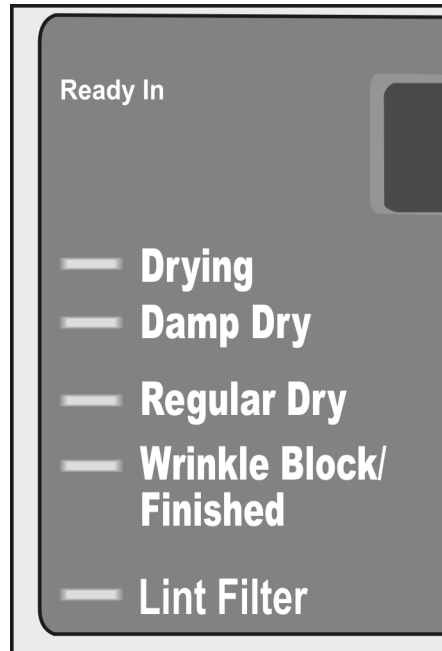 Ready In
Drying
Damp Dry
Regular Dry
Wrinkle Block/
Finished
Lint Filter